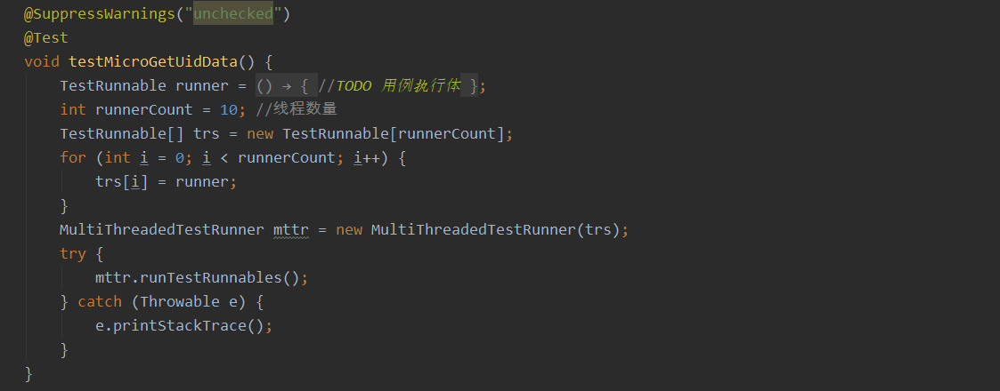 @SuppressWarnings("unchecked")
@Test
void testMicroGetUidData() {
TestRunnable runner = () → { //TODO 用例执行体 };
int runnerCount = 10; //线程数量
TestRunnable[] trs = new TestRunnable[runnerCount];
for (int i = 0; i < runnerCount; i++) {
trs[i] = runner;
}
MultiThreadedTestRunner mttr = new MultiThreadedTestRunner(trs);
try {
mttr.runTestRunnables();
} catch (Throwable e) {
e.printStackTrace();
}
}